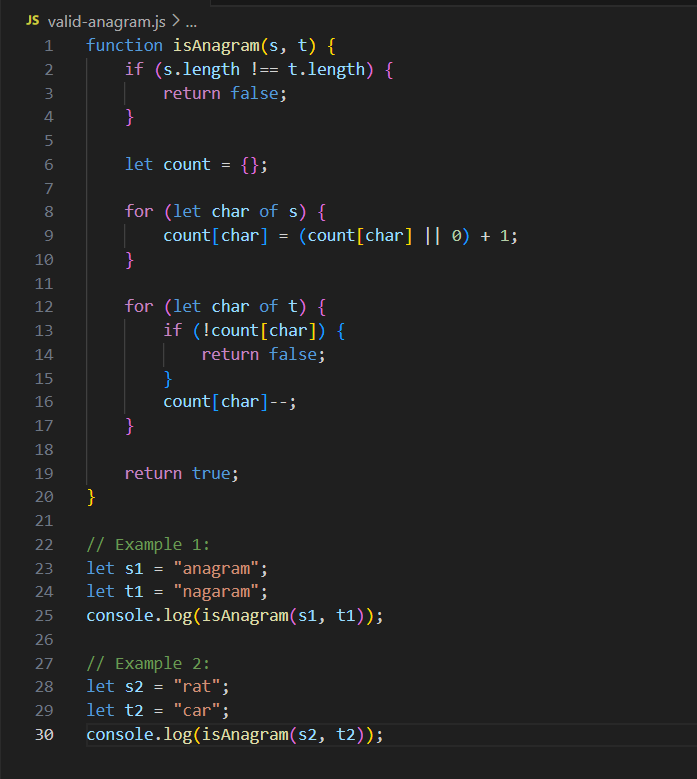 JS valid-anagram.js > ...
1 function isAnagram(s, t) {
2     if (s.length !== t.length) {
3         return false;
4     }
5
6     let count = {};
7
8     for (let char of s) {
9         count[char] = (count[char] || 0) + 1;
10     }
11
12     for (let char of t) {
13         if (!count[char]) {
14             return false;
15         }
16         count[char]--;
17     }
18
19     return true;
20 }
21
22 // Example 1:
23 let s1 = "anagram";
24 let t1 = "nagaram";
25 console.log(isAnagram(s1, t1));
26
27 // Example 2:
28 let s2 = "rat";
29 let t2 = "car";
30 console.log(isAnagram(s2, t2));